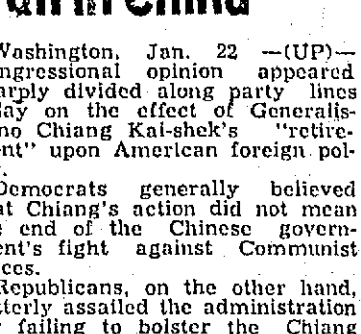 in China
Washington, Jan. 22 —(UP)—
ngressional opinion appeared
arply divided along party lines
day on the effect of Generalis-
mo Chiang Kai-shek's "retire-
ent" upon American foreign pol-
Democrats generally believed
at Chiang's action did not mean
e end of the Chinese govern-
ent's fight against Communist
ces.
Republicans, on the other hand,
tterly assailed the administration
r failing to bolster the Chiang